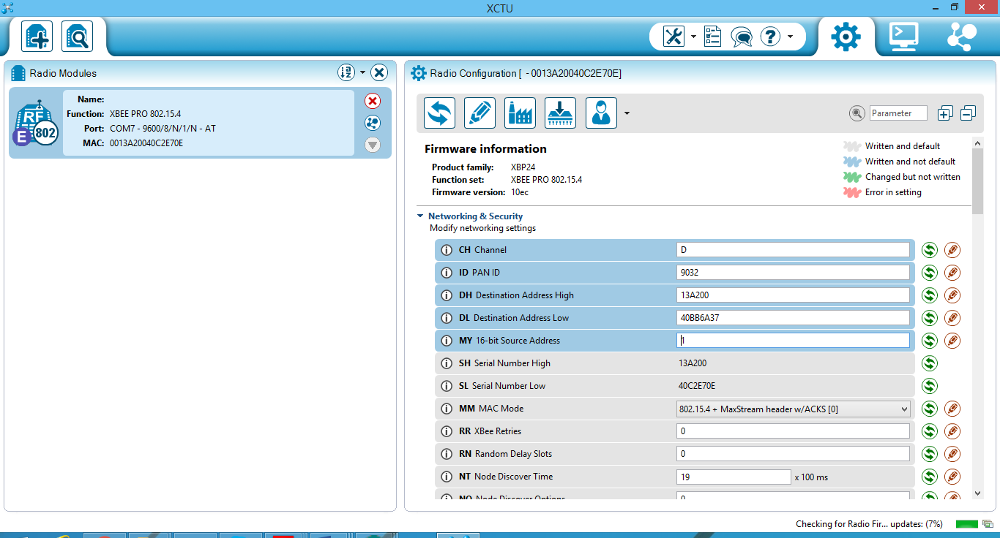 XCTU
Radio Modules
Name:
Function: XBEE PRO 802.15.4
Port: COM7 - 9600/8/N/1/N - AT
MAC: 0013A20040C2E70E
RF
E 802
Radio Configuration [ - 0013A20040C2E70E]
Parameter
Firmware information
Product family: XBP24
Function set: XBEE PRO 802.15.4
Firmware version: 10ec
Written and default
Written and not default
Changed but not written
Error in setting
Networking & Security
Modify networking settings
CH Channel D
ID PAN ID 9032
DH Destination Address High 13A200
DL Destination Address Low 40BB6A37
MY 16-bit Source Address 1
SH Serial Number High 13A200
SL Serial Number Low 40C2E70E
MM MAC Mode 802.15.4 + MaxStream header w/ACKS [0]
RR XBee Retries 0
RN Random Delay Slots 0
NT Node Discover Time 19 x 100 ms
NO Node Discover Options 0
Checking for Radio Fir... updates: (7%)